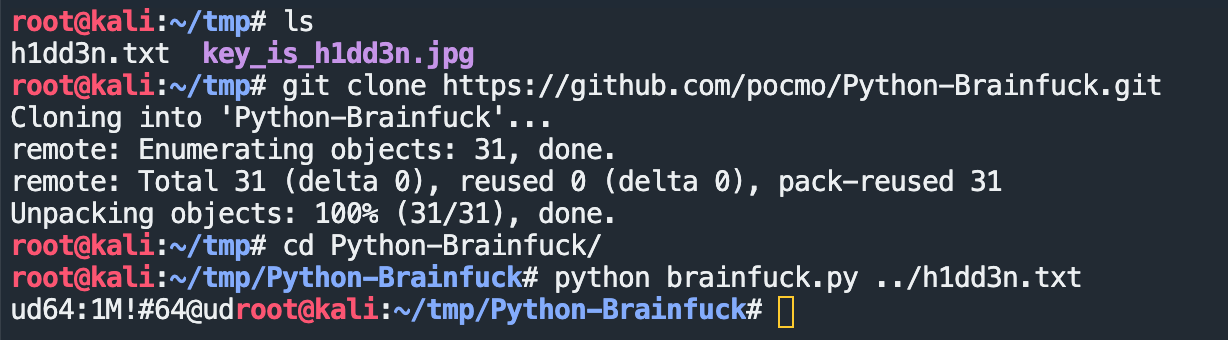 root@kali:~/tmp# ls
h1dd3n.txt  key_is_h1dd3n.jpg
root@kali:~/tmp# git clone https://github.com/pocmo/Python-Brainfuck.git
Cloning into 'Python-Brainfuck'...
remote: Enumerating objects: 31, done.
remote: Total 31 (delta 0), reused 0 (delta 0), pack-reused 31
Unpacking objects: 100% (31/31), done.
root@kali:~/tmp# cd Python-Brainfuck/
root@kali:~/tmp/Python-Brainfuck# python brainfuck.py ../h1dd3n.txt
ud64:1M!#64@udroot@kali:~/tmp/Python-Brainfuck#